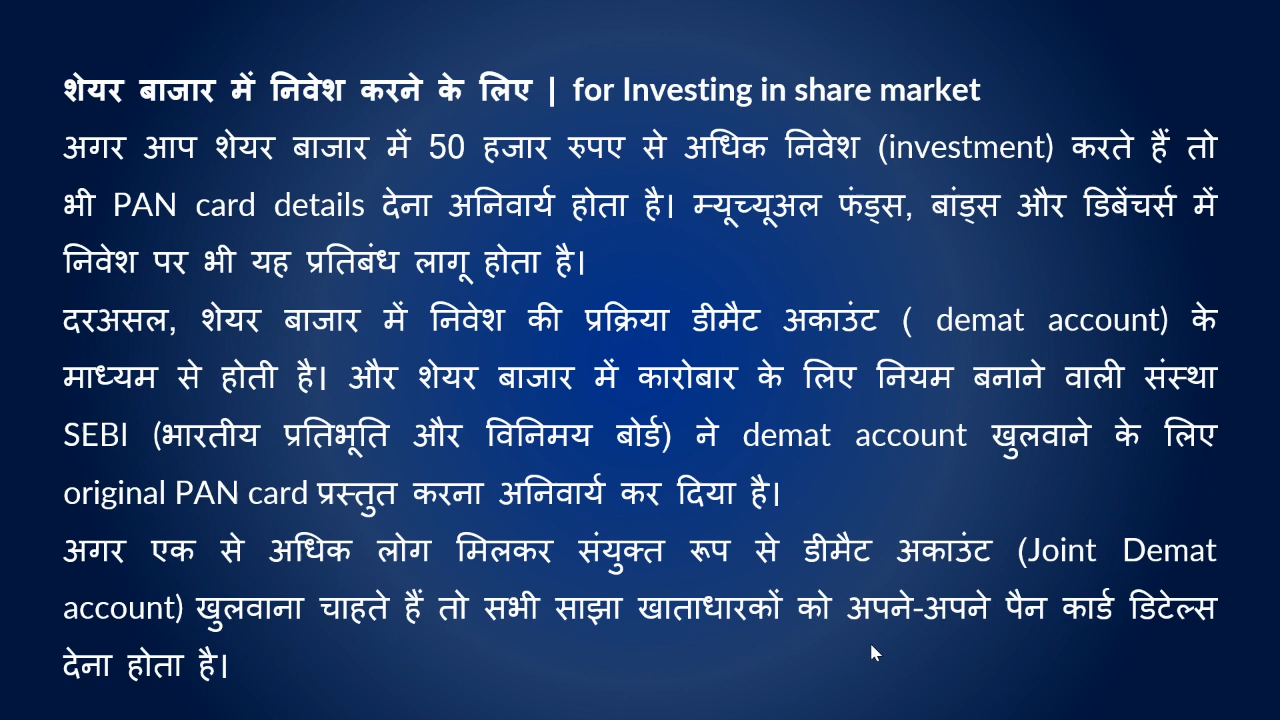 शेयर बाजार में निवेश करने के लिए | for Investing in share market
अगर आप शेयर बाजार में 50 हजार रुपए से अधिक निवेश (investment) करते हैं तो
भी PAN card details देना अनिवार्य होता है। म्यूच्यूअल फंड्स, बांड्स और डिबेंचर्स में
निवेश पर भी यह प्रतिबंध लागू होता है।
दरअसल, शेयर बाजार में निवेश की प्रक्रिया डीमैट अकाउंट ( demat account) के
माध्यम से होती है। और शेयर बाजार में कारोबार के लिए नियम बनाने वाली संस्था
SEBI (भारतीय प्रतिभूति और विनिमय बोर्ड) ने demat account खुलवाने के लिए
original PAN card प्रस्तुत करना अनिवार्य कर दिया है।
अगर एक से अधिक लोग मिलकर संयुक्त रूप से डीमैट अकाउंट (Joint Demat
account) खुलवाना चाहते हैं तो सभी साझा खाताधारकों को अपने-अपने पैन कार्ड डिटेल्स
देना होता है।